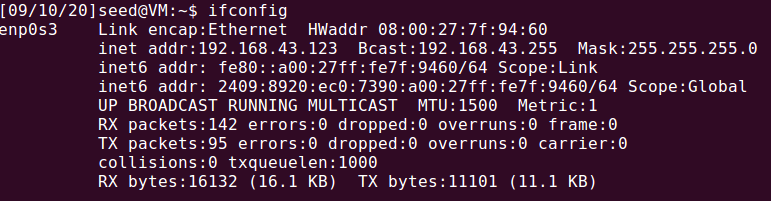 [09/10/20]seed@VM:~$ ifconfig
enp0s3    Link encap:Ethernet  HWaddr 08:00:27:7f:94:60
          inet addr:192.168.43.123  Bcast:192.168.43.255  Mask:255.255.255.0
          inet6 addr: fe80::a00:27ff:fe7f:9460/64 Scope:Link
          inet6 addr: 2409:8920:ec0:7390:a00:27ff:fe7f:9460/64 Scope:Global
          UP BROADCAST RUNNING MULTICAST  MTU:1500  Metric:1
          RX packets:142 errors:0 dropped:0 overruns:0 frame:0
          TX packets:95 errors:0 dropped:0 overruns:0 carrier:0
          collisions:0 txqueuelen:1000
          RX bytes:16132 (16.1 KB)  TX bytes:11101 (11.1 KB)